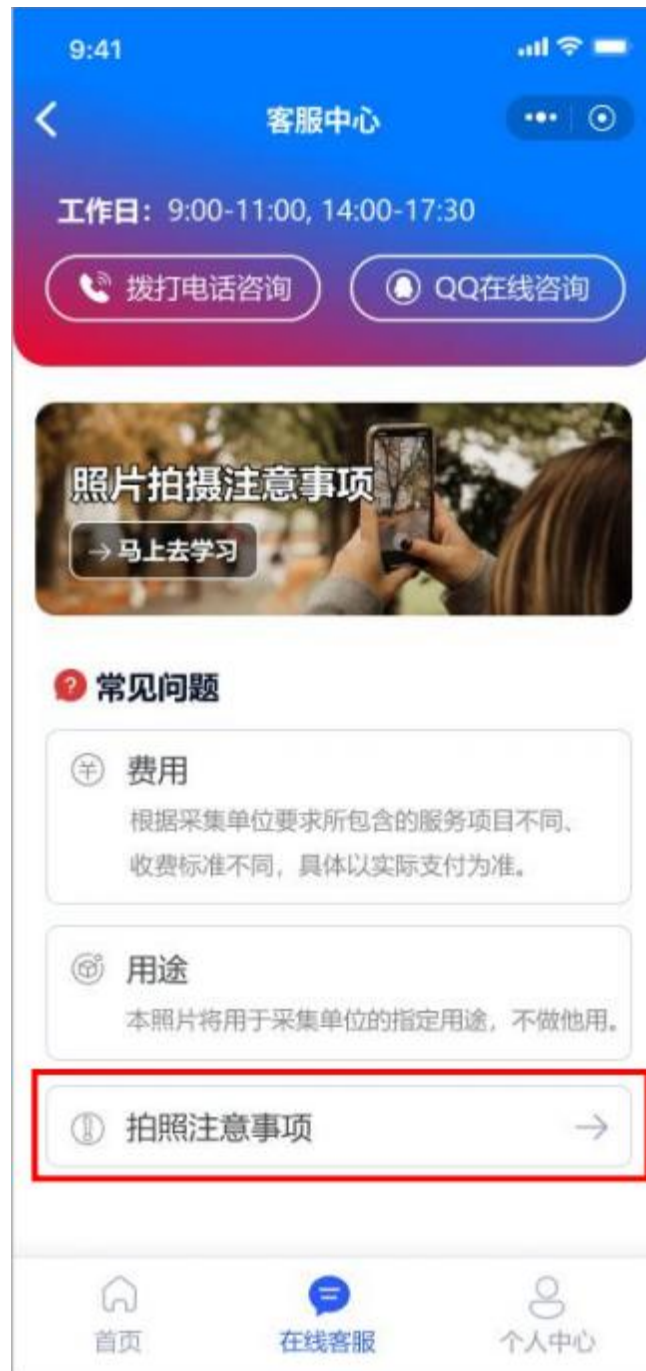 9:41
客服中心
工作日：9:00-11:00, 14:00-17:30
拨打电话咨询
QQ在线咨询
照片拍摄注意事项
→马上去学习
? 常见问题
费用
根据采集单位要求所包含的服务项目不同、
收费标准不同，具体以实际支付为准。
用途
本照片将用于采集单位的指定用途，不做他用。
拍照注意事项
首页
在线客服
个人中心